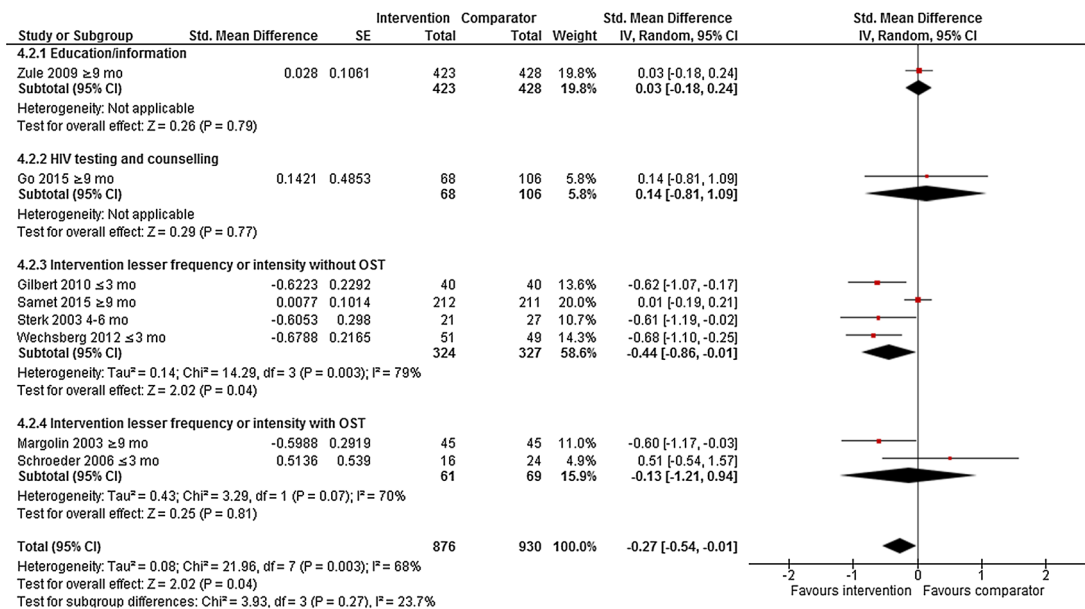 Intervention Comparator Std. Mean Difference Std. Mean Difference
Study or Subgroup Std. Mean Difference SE Total Total Weight IV, Random, 95% CI IV, Random, 95% CI
4.2.1 Education/information
Zule 2009 ≥9 mo 0.028 0.1061 423 428 19.8% 0.03 [-0.18, 0.24]
Subtotal (95% CI) 423 428 19.8% 0.03 [-0.18, 0.24]
Heterogeneity: Not applicable
Test for overall effect: Z = 0.26 (P = 0.79)
4.2.2 HIV testing and counselling
Go 2015 ≥9 mo 0.1421 0.4853 68 106 5.8% 0.14 [-0.81, 1.09]
Subtotal (95% CI) 68 106 5.8% 0.14 [-0.81, 1.09]
Heterogeneity: Not applicable
Test for overall effect: Z = 0.29 (P = 0.77)
4.2.3 Intervention lesser frequency or intensity without OST
Gilbert 2010 ≤3 mo -0.6223 0.2292 40 40 13.6% -0.62 [-1.07, -0.17]
Samet 2015 ≥9 mo 0.0077 0.1014 212 211 20.0% 0.01 [-0.19, 0.21]
Sterk 2003 4-6 mo -0.6053 0.298 21 27 10.7% -0.61 [-1.19, -0.02]
Wechsberg 2012 ≤3 mo -0.6788 0.2165 51 49 14.3% -0.68 [-1.10, -0.25]
Subtotal (95% CI) 324 327 58.6% -0.44 [-0.86, -0.01]
Heterogeneity: Tau² = 0.14; Chi² = 14.29, df = 3 (P = 0.003); I² = 79%
Test for overall effect: Z = 2.02 (P = 0.04)
4.2.4 Intervention lesser frequency or intensity with OST
Margolin 2003 ≥9 mo -0.5988 0.2919 45 45 11.0% -0.60 [-1.17, -0.03]
Schroeder 2006 ≤3 mo 0.5136 0.539 16 24 4.9% 0.51 [-0.54, 1.57]
Subtotal (95% CI) 61 69 15.9% -0.13 [-1.21, 0.94]
Heterogeneity: Tau² = 0.43; Chi² = 3.29, df = 1 (P = 0.07); I² = 70%
Test for overall effect: Z = 0.25 (P = 0.81)
Total (95% CI) 876 930 100.0% -0.27 [-0.54, -0.01]
Heterogeneity: Tau² = 0.08; Chi² = 21.96, df = 7 (P = 0.003); I² = 68%
Test for overall effect: Z = 2.02 (P = 0.04)
Test for subgroup differences: Chi² = 3.93, df = 3 (P = 0.27), I² = 23.7%
-2 -1 0 1 2
Favours intervention Favours comparator